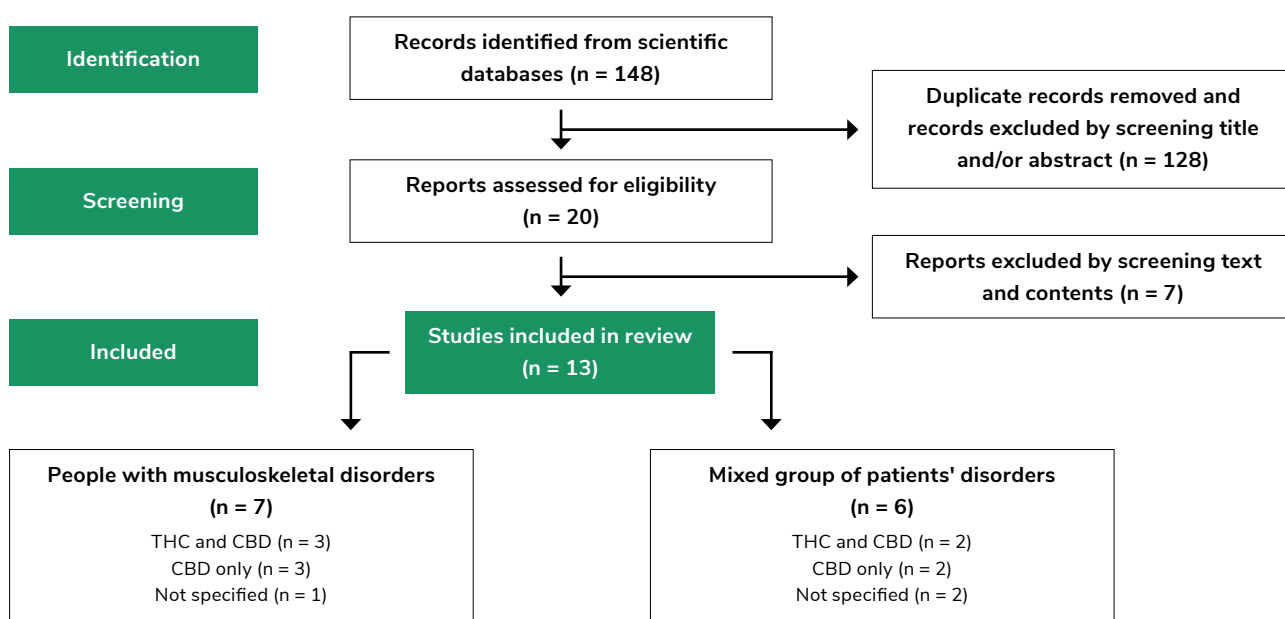 Identification
Records identified from scientific
databases (n = 148)
Duplicate records removed and
records excluded by screening title
and/or abstract (n = 128)
Screening
Reports assessed for eligibility
(n = 20)
Reports excluded by screening text
and contents (n = 7)
Included
Studies included in review
(n = 13)
People with musculoskeletal disorders
(n = 7)
THC and CBD (n = 3)
CBD only (n = 3)
Not specified (n = 1)
Mixed group of patients' disorders
(n = 6)
THC and CBD (n = 2)
CBD only (n = 2)
Not specified (n = 2)